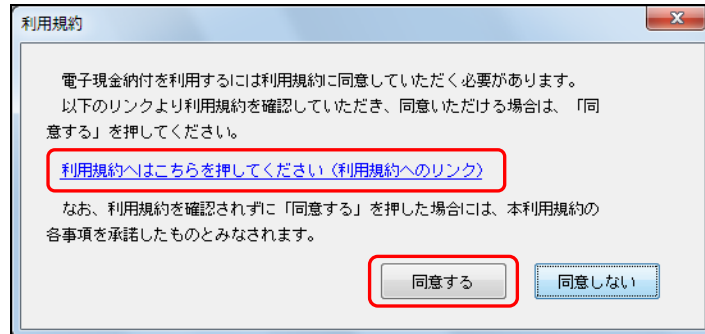 利用規約
電子現金納付を利用するには利用規約に同意していただく必要があります。
以下のリンクより利用規約を確認していただき、同意いただける場合は、「同
意する」を押してください。
利用規約へはこちらを押してください（利用規約へのリンク）
なお、利用規約を確認されずに「同意する」を押した場合には、本利用規約の
各事項を承諾したものとみなされます。
同意する
同意しない